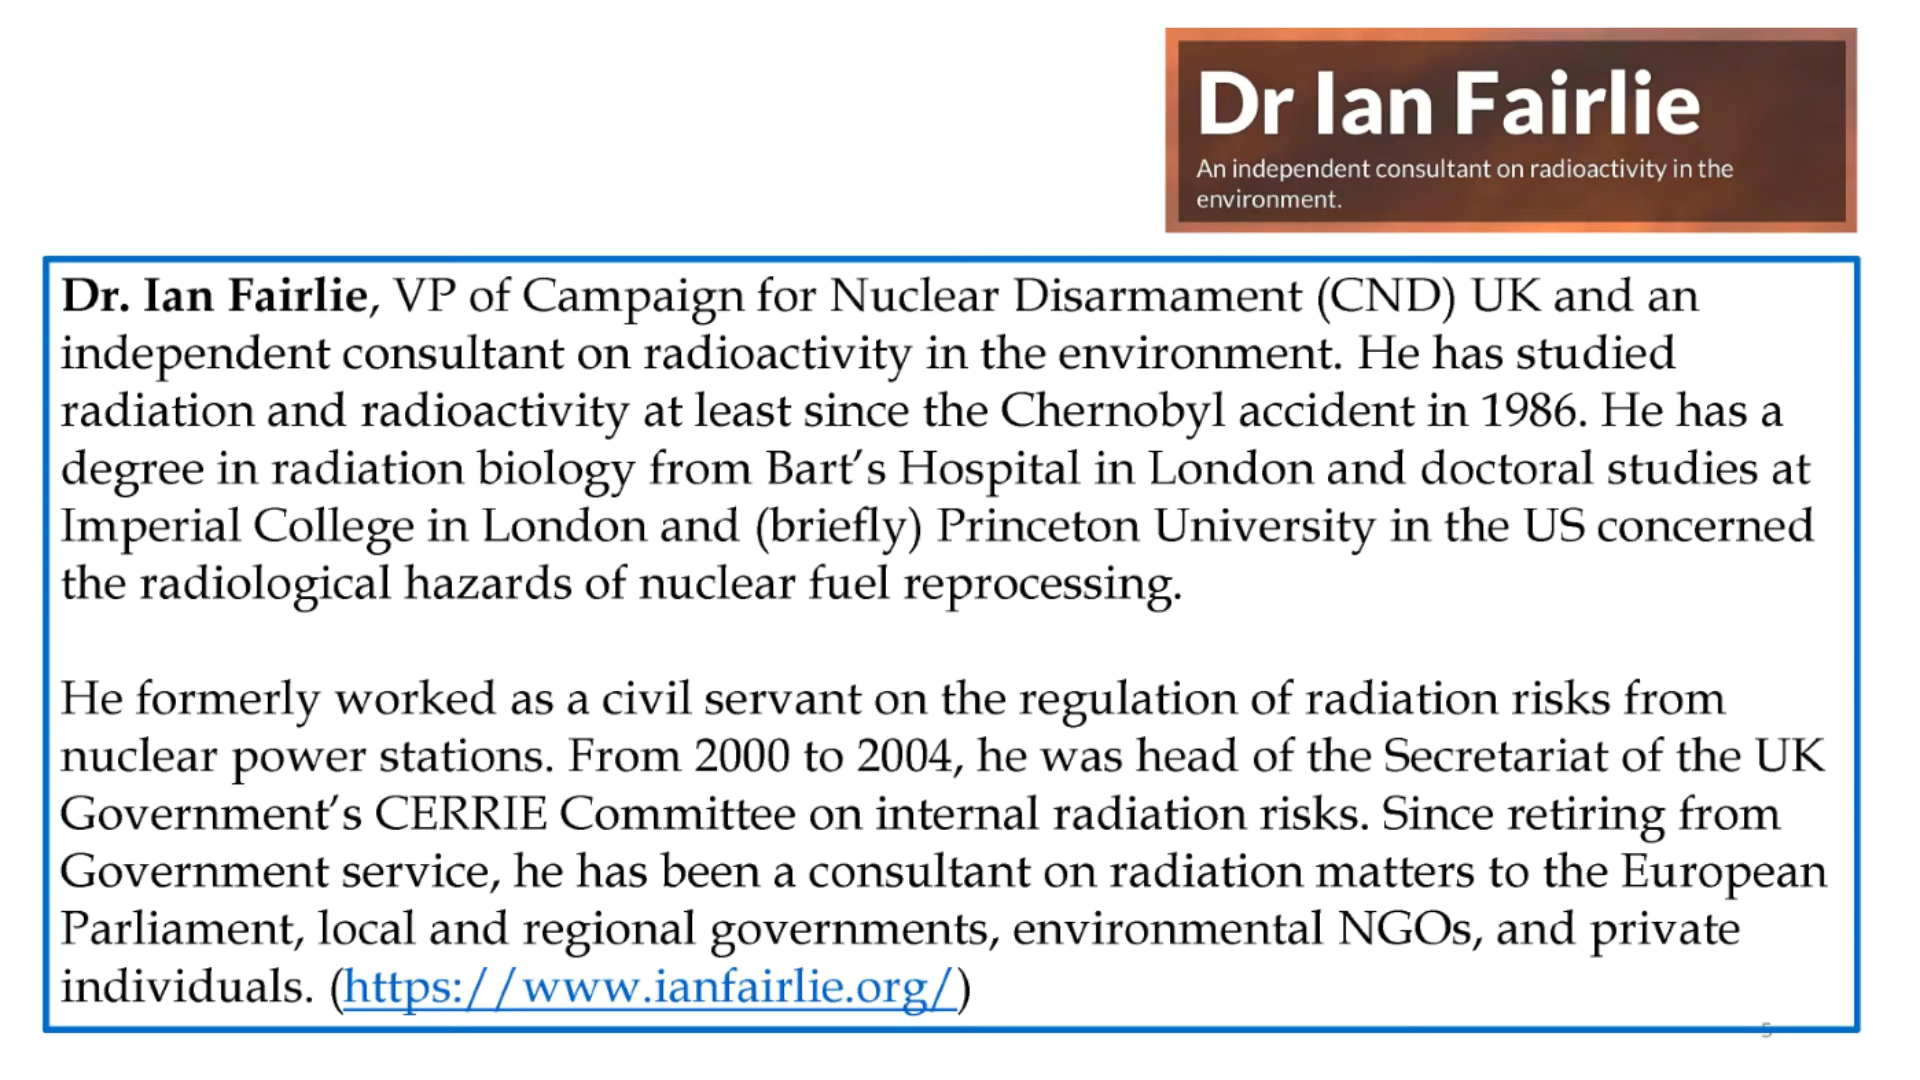 Dr Ian Fairlie
An independent consultant on radioactivity in the
environment.
Dr. Ian Fairlie, VP of Campaign for Nuclear Disarmament (CND) UK and an
independent consultant on radioactivity in the environment. He has studied
radiation and radioactivity at least since the Chernobyl accident in 1986. He has a
degree in radiation biology from Bart’s Hospital in London and doctoral studies at
Imperial College in London and (briefly) Princeton University in the US concerned
the radiological hazards of nuclear fuel reprocessing.
He formerly worked as a civil servant on the regulation of radiation risks from
nuclear power stations. From 2000 to 2004, he was head of the Secretariat of the UK
Government’s CERRIE Committee on internal radiation risks. Since retiring from
Government service, he has been a consultant on radiation matters to the European
Parliament, local and regional governments, environmental NGOs, and private
individuals. (https://www.ianfairlie.org/)
5